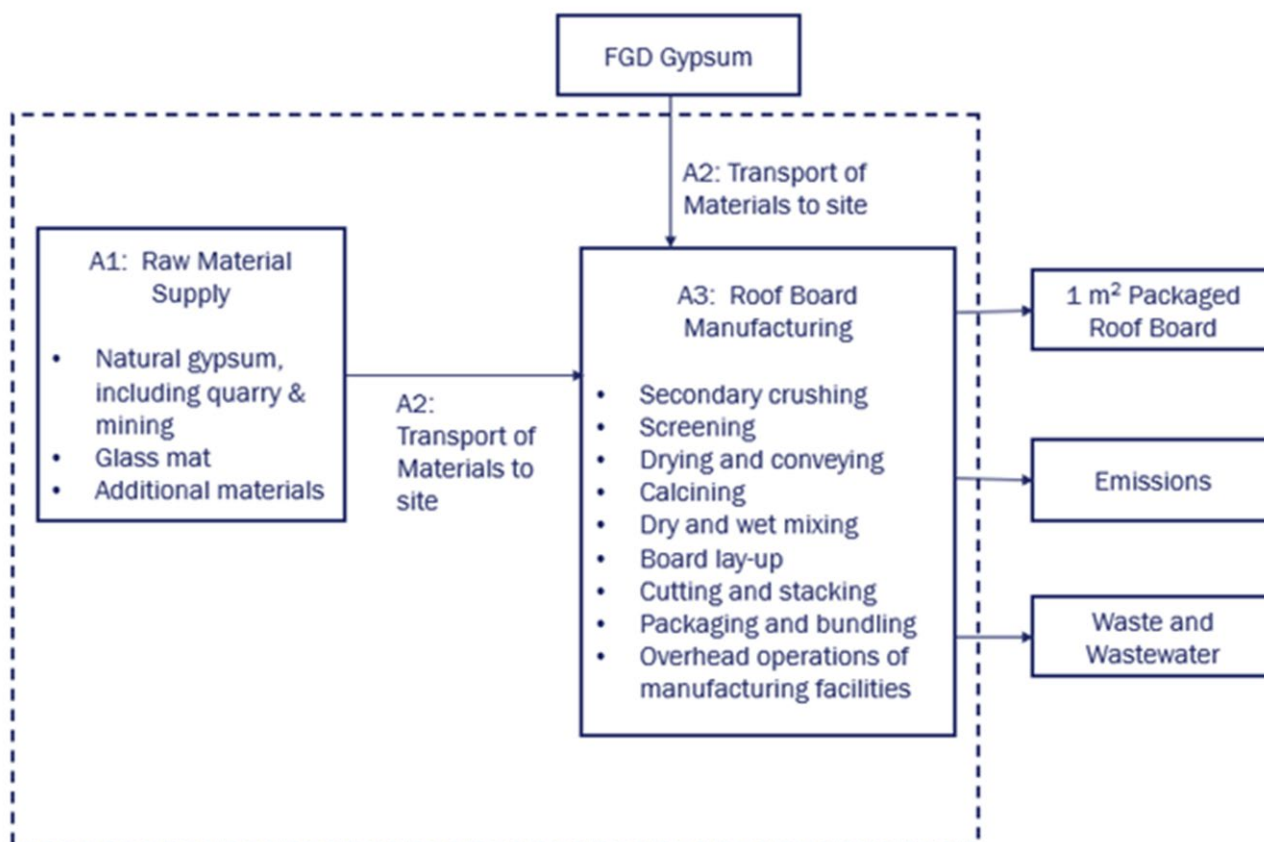 FGD Gypsum
A2: Transport of
Materials to site
A1: Raw Material
Supply
• Natural gypsum,
including quarry &
mining
• Glass mat
• Additional materials
A2:
Transport of
Materials to
site
A3: Roof Board
Manufacturing
• Secondary crushing
• Screening
• Drying and conveying
• Calcining
• Dry and wet mixing
• Board lay-up
• Cutting and stacking
• Packaging and bundling
• Overhead operations of
manufacturing facilities
1 m² Packaged
Roof Board
Emissions
Waste and
Wastewater